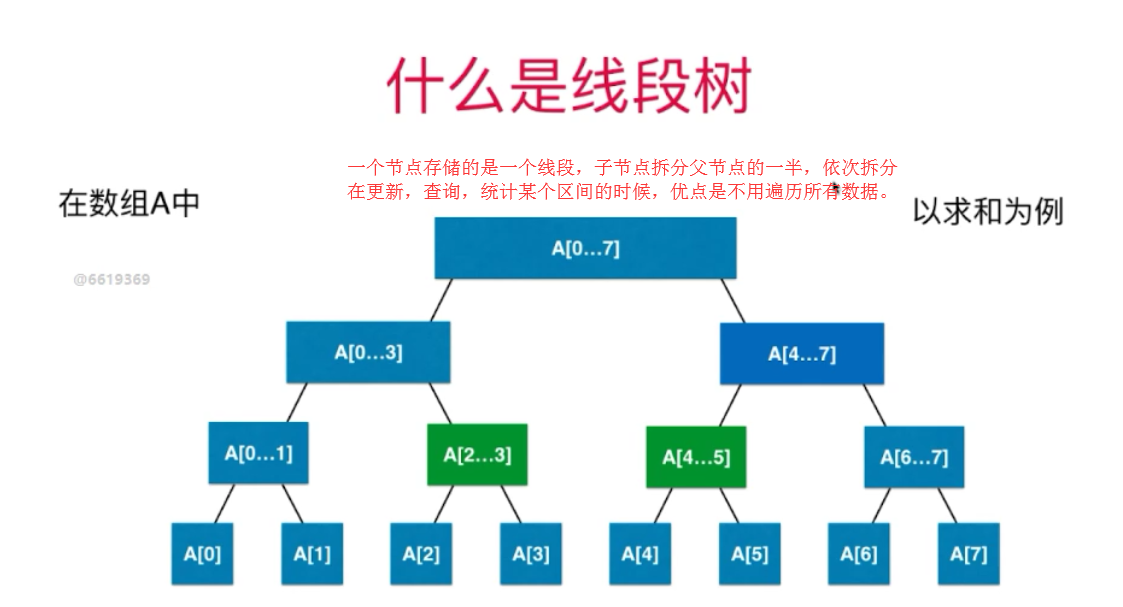 什么是线段树
一个节点存储的是一个线段，子节点拆分父节点的一半，依次拆分
在更新，查询，统计某个区间的时候，优点是不用遍历所有数据。
在数组A中
以求和为例
@6619369
A[0...7]
A[0...3]
A[4...7]
A[0...1]
A[2...3]
A[4...5]
A[6...7]
A[0]
A[1]
A[2]
A[3]
A[4]
A[5]
A[6]
A[7]